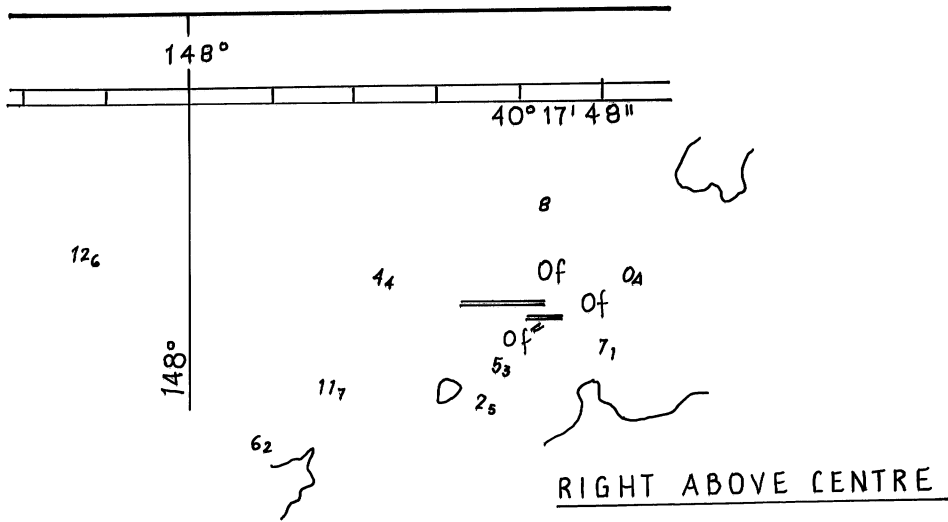 148°
40° 17' 48"
8
12₆
4₄
Of
0₄
Of
Of
7₁
148°
5₃
11₇
2₅
6₂
RIGHT ABOVE CENTRE